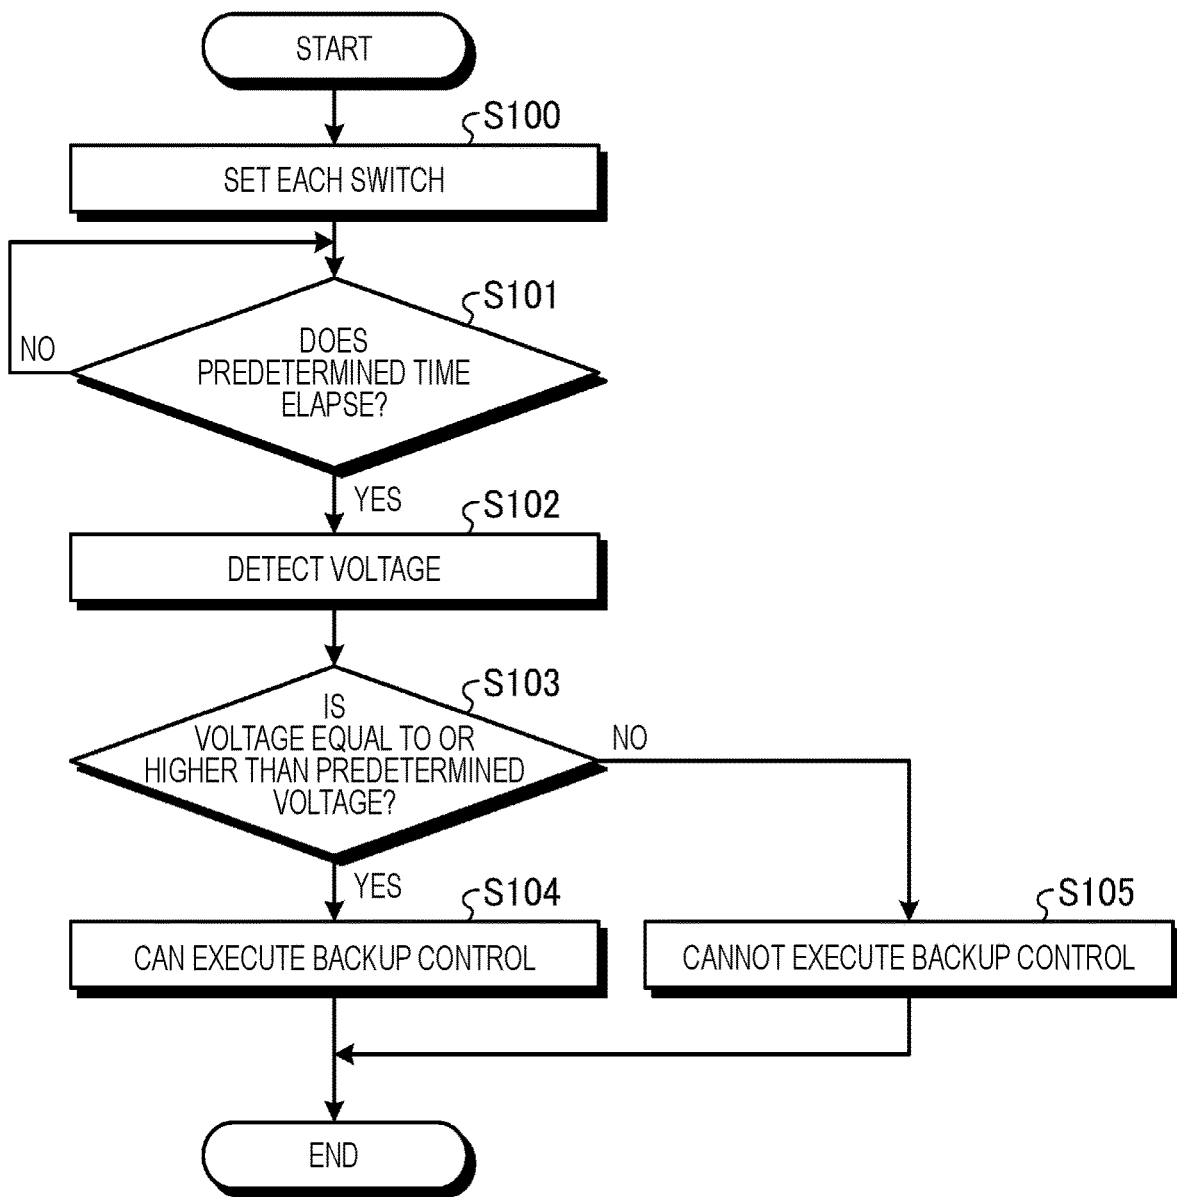 START
S100
SET EACH SWITCH
S101
DOES
PREDETERMINED TIME
ELAPSE?
NO
YES
S102
DETECT VOLTAGE
S103
IS
VOLTAGE EQUAL TO OR
HIGHER THAN PREDETERMINED
VOLTAGE?
NO
YES
S104
CAN EXECUTE BACKUP CONTROL
S105
CANNOT EXECUTE BACKUP CONTROL
END